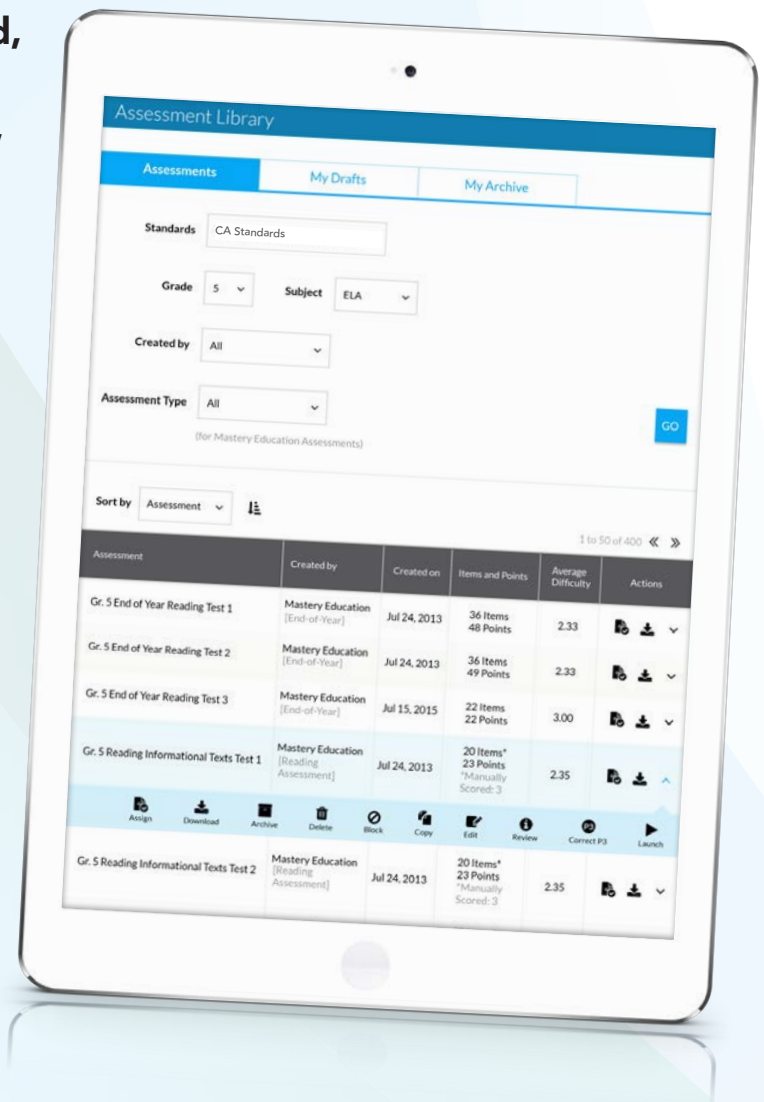 d,
Assessment Library
Assessments My Drafts My Archive
Standards CA Standards
Grade 5 Subject ELA
Created by All
Assessment Type All
(for Mastery Education Assessments)
GO
Sort by Assessment
1 to 50 of 400 « »
Assessment Created by Created on Items and Points Average Difficulty Actions
Gr. 5 End of Year Reading Test 1 Mastery Education Jul 24, 2013 36 Items 2.33
[End-of-Year] 48 Points
Gr. 5 End of Year Reading Test 2 Mastery Education Jul 24, 2013 36 Items 2.33
[End-of-Year] 49 Points
Gr. 5 End of Year Reading Test 3 Mastery Education Jul 15, 2015 22 Items 3.00
[End-of-Year] 22 Points
Gr. 5 Reading Informational Texts Test 1 Mastery Education Jul 24, 2013 20 Items* 2.35
[Reading 23 Points
Assessment] *Manually
Scored: 3
P3
Assign Download Archive Delete Block Copy Edit Review Correct P3 Launch
Gr. 5 Reading Informational Texts Test 2 Mastery Education Jul 24, 2013 20 Items* 2.35
[Reading 23 Points
Assessment] *Manually
Scored: 3